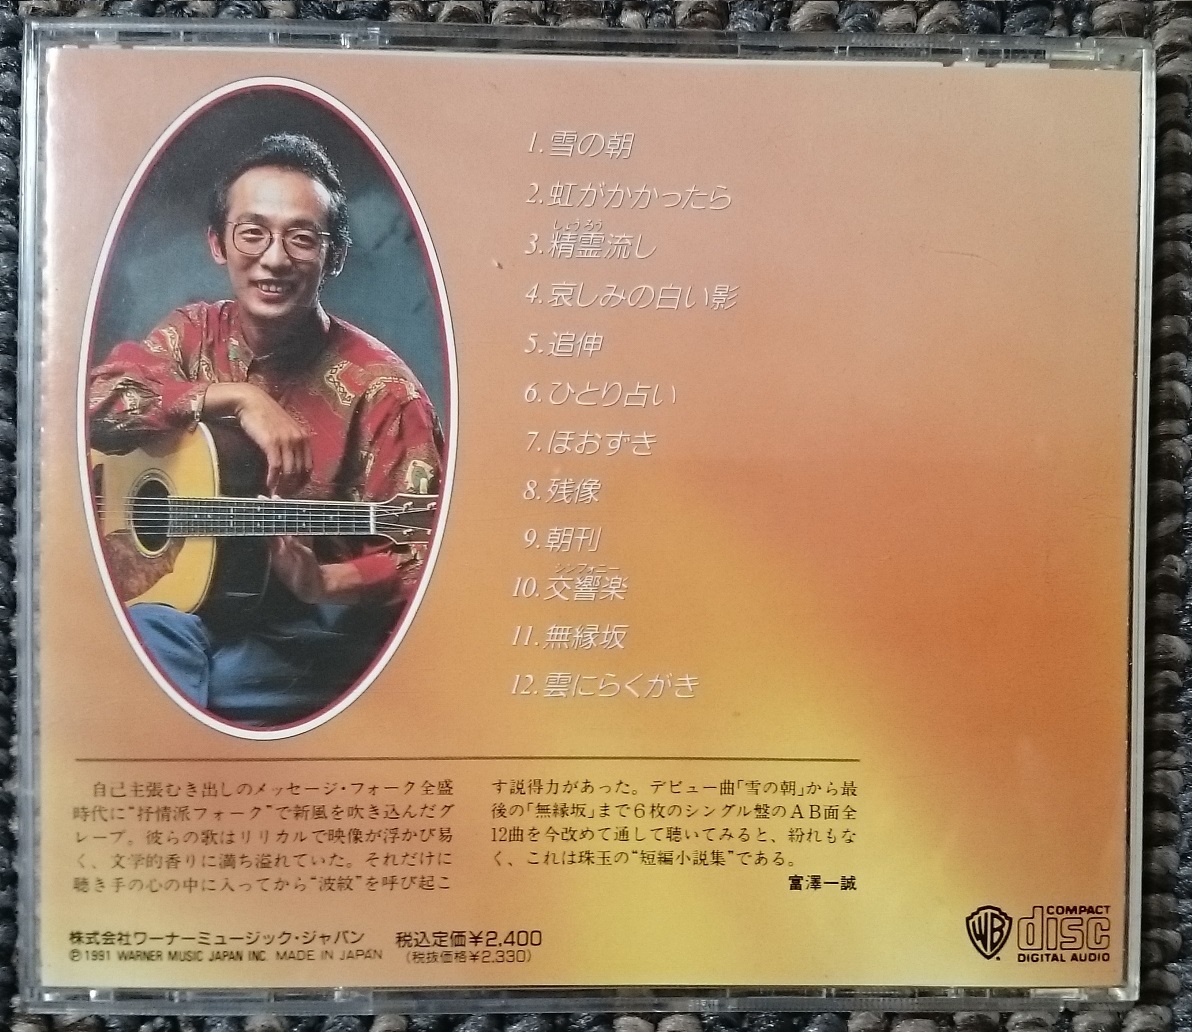 1. 雪の朝
2. 虹がかかったら
しょうろう
3. 精霊流し
4. 哀しみの白い影
5. 追伸
6. ひとり占い
7. ほおずき
8. 残像
9. 朝刊
シンフォニー
10. 交響楽
11. 無縁坂
12. 雲にらくがき
自己主張むき出しのメッセージ・フォーク全盛
時代に“抒情派フォーク”で新風を吹き込んだグ
レープ。彼らの歌はリリカルで映像が浮かび易
く、文学的香りに満ち溢れていた。それだけに
聴き手の心の中に入ってから“波紋”を呼び起こ
す説得力があった。デビュー曲「雪の朝」から最
後の「無縁坂」まで6枚のシングル盤のAB面全
12曲を今改めて通して聴いてみると、紛れもな
く、これは珠玉の“短編小説集”である。
富澤一誠
株式会社ワーナーミュージック・ジャパン 税込定価¥2,400
℗1991 WARNER MUSIC JAPAN INC. MADE IN JAPAN (税抜価格¥2,330)
WB
COMPACT
disc
DIGITAL AUDIO